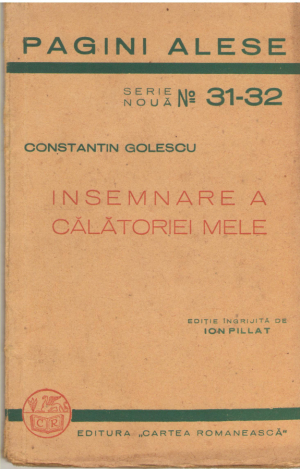 PAGINI ALESE
SERIE
NOUĂ No 31-32
CONSTANTIN GOLESCU
INSEMNARE A
CĂLĂTORIEI MELE
EDIȚIE ÎNGRIJITĂ DE
ION PILLAT
CR
EDITURA „CARTEA ROMANEASCĂ"